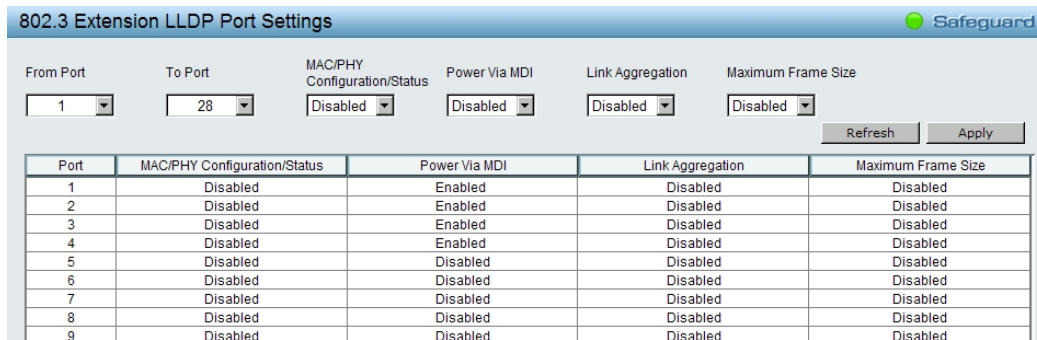 802.3 Extension LLDP Port Settings
Safeguard
From Port
To Port
MAC/PHY
Configuration/Status
Power Via MDI
Link Aggregation
Maximum Frame Size
1
28
Disabled
Disabled
Disabled
Disabled
Refresh
Apply
Port MAC/PHY Configuration/Status Power Via MDI Link Aggregation Maximum Frame Size
1 Disabled Enabled Disabled Disabled
2 Disabled Enabled Disabled Disabled
3 Disabled Enabled Disabled Disabled
4 Disabled Enabled Disabled Disabled
5 Disabled Disabled Disabled Disabled
6 Disabled Disabled Disabled Disabled
7 Disabled Disabled Disabled Disabled
8 Disabled Disabled Disabled Disabled
9 Disabled Disabled Disabled Disabled